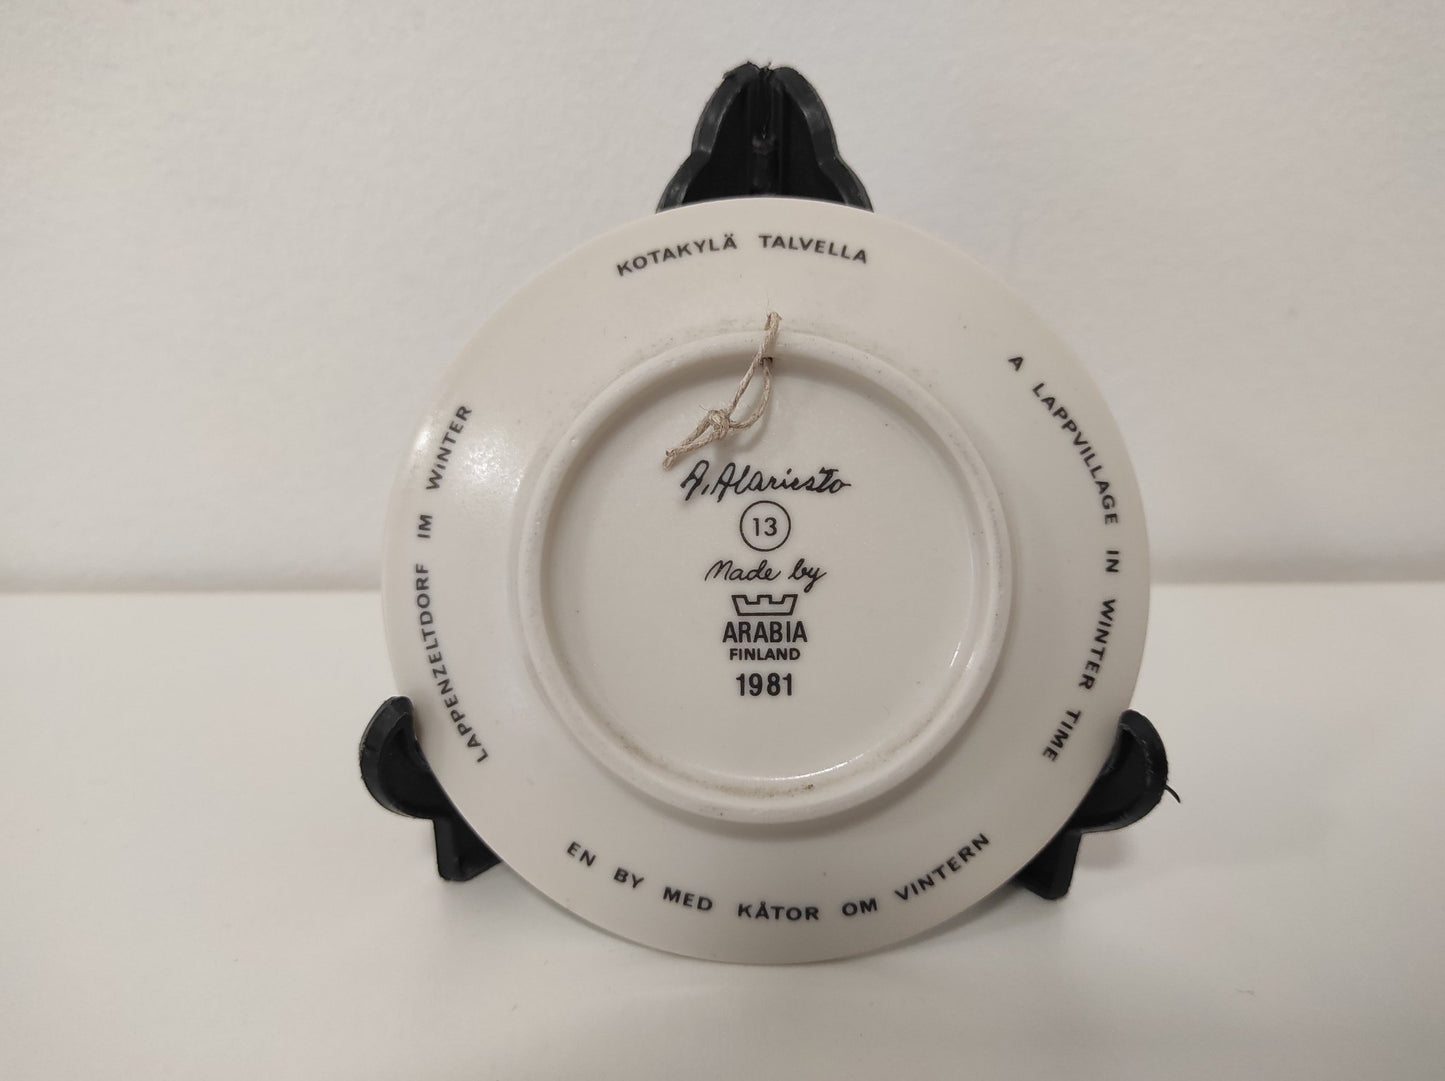 KOTAKYLÄ TALVELLA
A LAPPVILLAGE IN WINTER TIME
EN BY MED KÅTOR OM VINTERN
LAPPENZELTDORF IM WINTER
A. Alariesto
13
Made by
ARABIA
FINLAND
1981